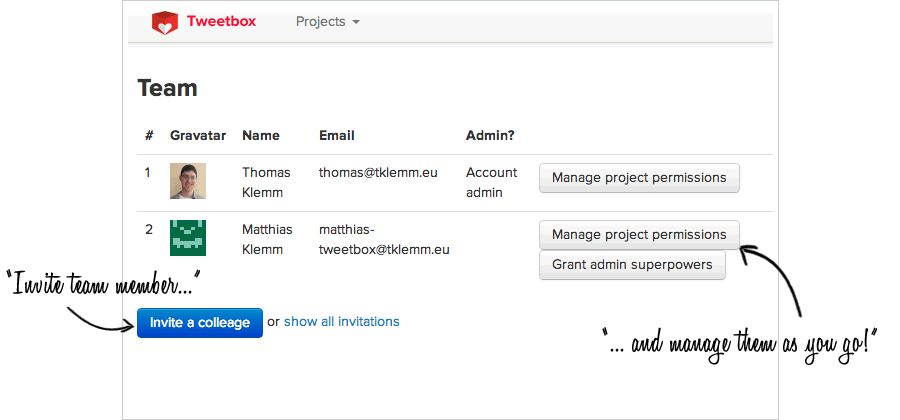 Tweetbox Projects
Team
# Gravatar Name Email Admin?
1 Thomas thomas@tklemm.eu Account Manage project permissions
Klemm admin
2 Matthias matthias- Manage project permissions
Klemm tweetbox@tklemm.eu
Grant admin superpowers
"Invite team member..."
Invite a colleage or show all invitations
"... and manage them as you go!"